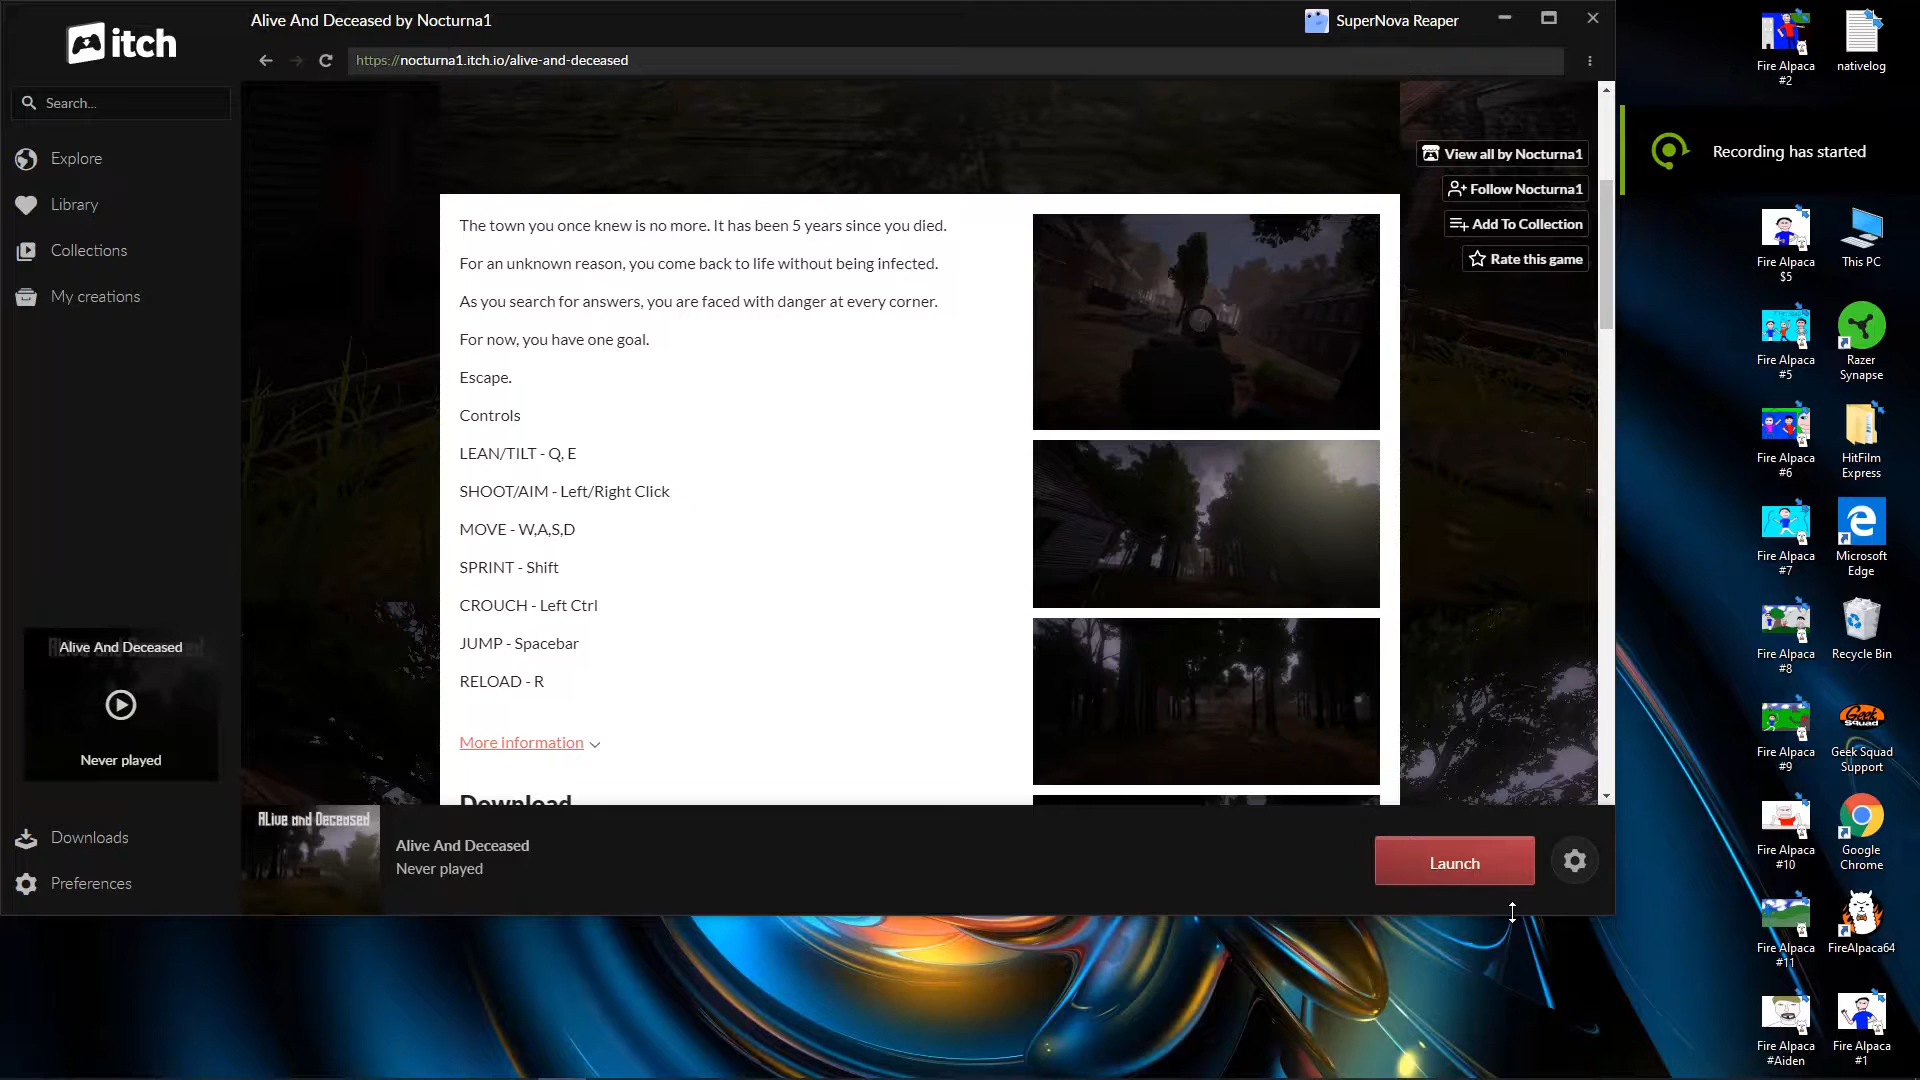 Alive And Deceased by Nocturna1
SuperNova Reaper
itch
https://nocturna1.itch.io/alive-and-deceased
Search...
Explore
Library
Collections
My creations
Alive And Deceased
Never played
Downloads
Preferences
View all by Nocturna1
Follow Nocturna1
Add To Collection
Rate this game
The town you once knew is no more. It has been 5 years since you died.
For an unknown reason, you come back to life without being infected.
As you search for answers, you are faced with danger at every corner.
For now, you have one goal.
Escape.
Controls
LEAN/TILT - Q, E
SHOOT/AIM - Left/Right Click
MOVE - W,A,S,D
SPRINT - Shift
CROUCH - Left Ctrl
JUMP - Spacebar
RELOAD - R
More information
Download
ALive and Deceased
Alive And Deceased
Never played
Launch
Recording has started
Fire Alpaca
#2
nativelog
Fire Alpaca
$5
This PC
Fire Alpaca
#5
Razer
Synapse
Fire Alpaca
#6
HitFilm
Express
Fire Alpaca
#7
Microsoft
Edge
Fire Alpaca
#8
Recycle Bin
Fire Alpaca
#9
Geek
Squad
Geek Squad
Support
Fire Alpaca
#10
Google
Chrome
Fire Alpaca
#11
FireAlpaca64
Fire Alpaca
#Aiden
Fire Alpaca
#1